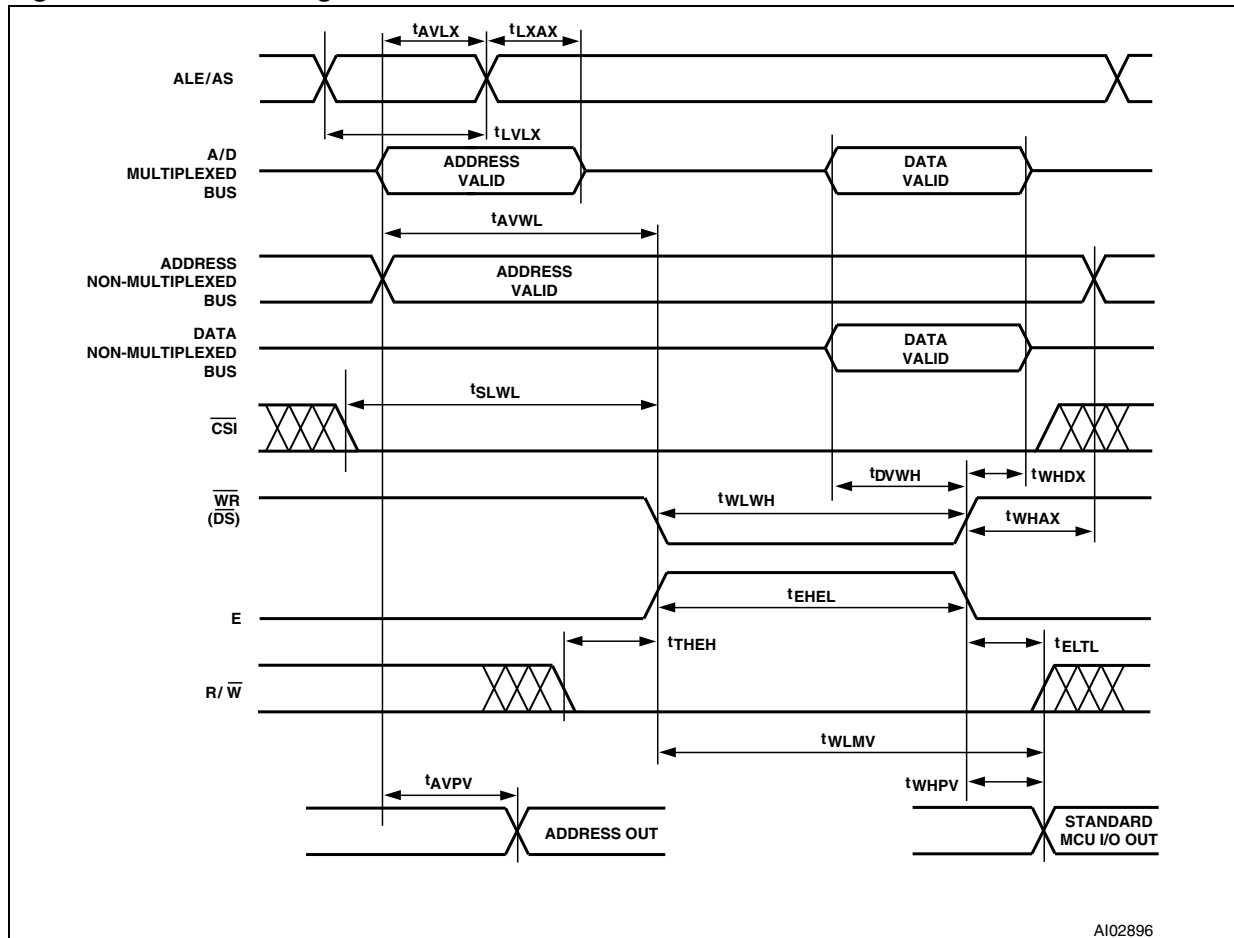 tAVLX tLXAX
ALE/AS
tLVLX
A/D
MULTIPLEXED
BUS
ADDRESS
VALID
DATA
VALID
tAVWL
ADDRESS
NON-MULTIPLEXED
BUS
ADDRESS
VALID
DATA
NON-MULTIPLEXED
BUS
DATA
VALID
tSLWL
CSI
tDVWH
tWHDX
WR
(DS)
tWLWH
tWHAX
E
tEHEL
tTHEH
tELTL
R/ W
tWLMV
tAVPV
tWHPV
ADDRESS OUT
STANDARD
MCU I/O OUT
AI02896